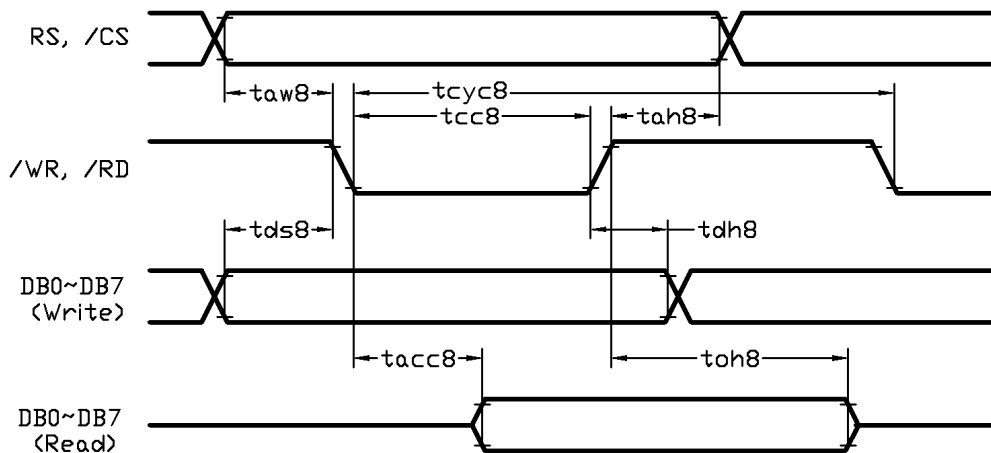 RS, /CS
taw8
tcyc8
tcc8
tah8
/WR, /RD
tds8
tdh8
DB0~DB7
(Write)
tacc8
toh8
DB0~DB7
(Read)